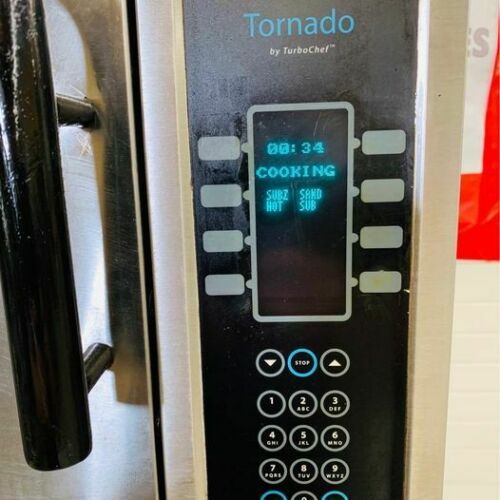 Tornado
by TurboChef™
00:34
COOKING
SUBZ SAND
HOT SUB
STOP
1 2 ABC 3 DEF
4 GHI 5 JKL 6 MNO
7 PQRS 8 TUV 9 WXYZ